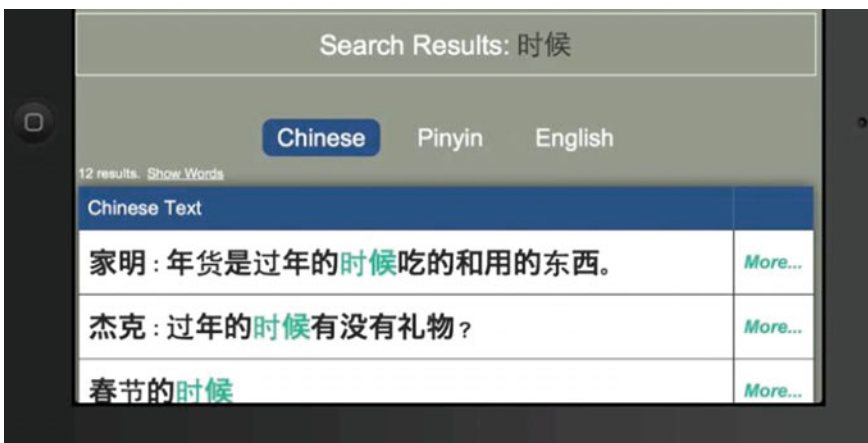 Search Results: 时候
Chinese Pinyin English
12 results. Show Words
Chinese Text
家明：年货是过年的时候吃的和用的东西。 More...
杰克：过年的时候有没有礼物？ More...
春节的时候 More...